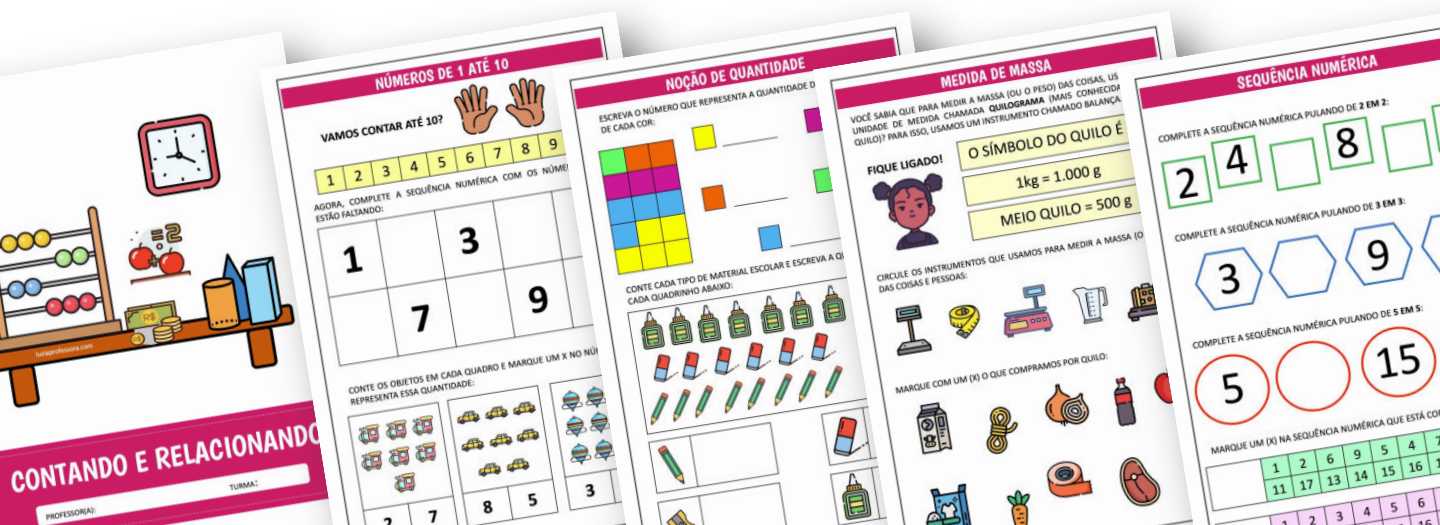 =2
R$
luzaprofessora.com
CONTANDO E RELACIONANDO
TURMA:
PROFESSOR(A):
NÚMEROS DE 1 ATÉ 10
VAMOS CONTAR ATÉ 10?
1 2 3 4 5 6 7 8 9
AGORA, COMPLETE A SEQUÊNCIA NUMÉRICA COM OS
ESTÃO FALTANDO:
1 3
7 9
CONTE OS OBJETOS EM CADA QUADRO E MARQUE UM X NO
REPRESENTA ESSA QUANTIDADE:
2 7 8 5 3
NOÇÃO DE QUANTIDADE
ESCREVA O NÚMERO QUE REPRESENTA A QUANTIDADE
DE CADA COR:
CONTE CADA TIPO DE MATERIAL ESCOLAR E ESCREVA A
CADA QUADRINHO ABAIXO:
MEDIDA DE MASSA
VOCÊ SABIA QUE PARA MEDIR A MASSA (OU O PESO) DAS COISAS,
UNIDADE DE MEDIDA CHAMADA QUILOGRAMA (MAIS
QUILO)? PARA ISSO, USAMOS UM INSTRUMENTO CHAMADO BALANÇA.
FIQUE LIGADO!
O SÍMBOLO DO QUILO É
1kg = 1.000 g
MEIO QUILO = 500 g
CIRCULE OS INSTRUMENTOS QUE USAMOS PARA MEDIR A MASSA
DAS COISAS E PESSOAS:
MARQUE COM UM (X) O QUE COMPRAMOS POR QUILO:
SEQUÊNCIA NUMÉRICA
COMPLETE A SEQUÊNCIA NUMÉRICA PULANDO DE 2 EM 2:
2 4 8
COMPLETE A SEQUÊNCIA NUMÉRICA PULANDO DE 3 EM 3:
3 9
COMPLETE A SEQUÊNCIA NUMÉRICA PULANDO DE 5 EM 5:
5 15
MARQUE UM (X) NA SEQUÊNCIA NUMÉRICA QUE ESTÁ
1 2 6 9 5 4 7
11 17 13 14 15 16
1 2 3 4 5 6